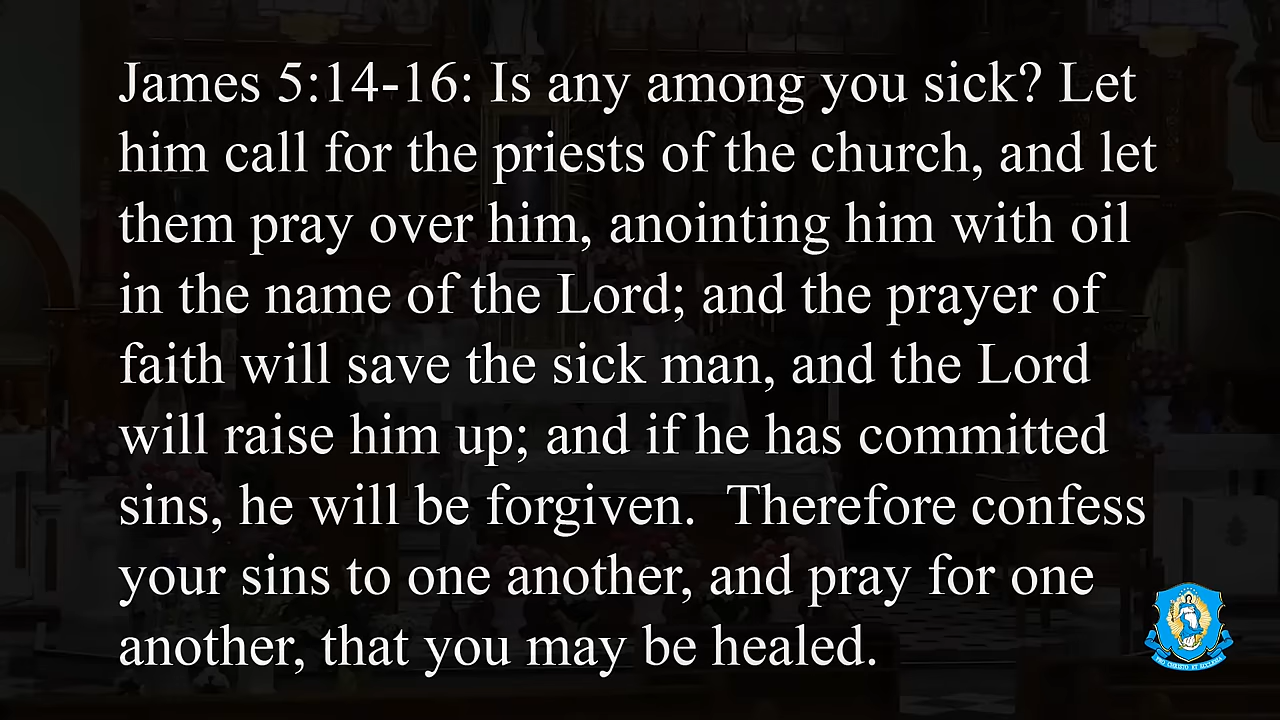 James 5:14-16: Is any among you sick? Let
him call for the priests of the church, and let
them pray over him, anointing him with oil
in the name of the Lord; and the prayer of
faith will save the sick man, and the Lord
will raise him up; and if he has committed
sins, he will be forgiven.  Therefore confess
your sins to one another, and pray for one
another, that you may be healed.
PRO CHRISTO ET ECCLESIA